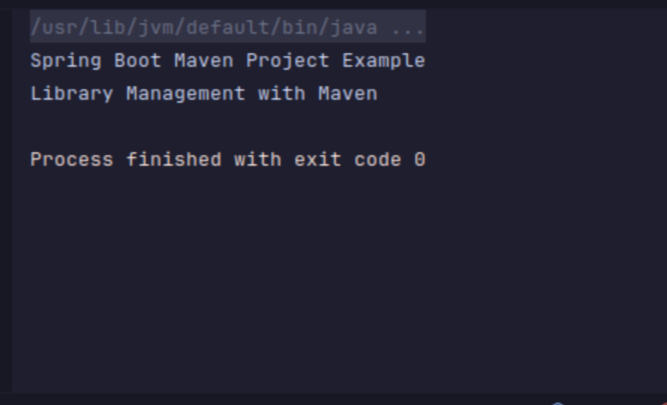 /usr/lib/jvm/default/bin/java ...
Spring Boot Maven Project Example
Library Management with Maven
Process finished with exit code 0